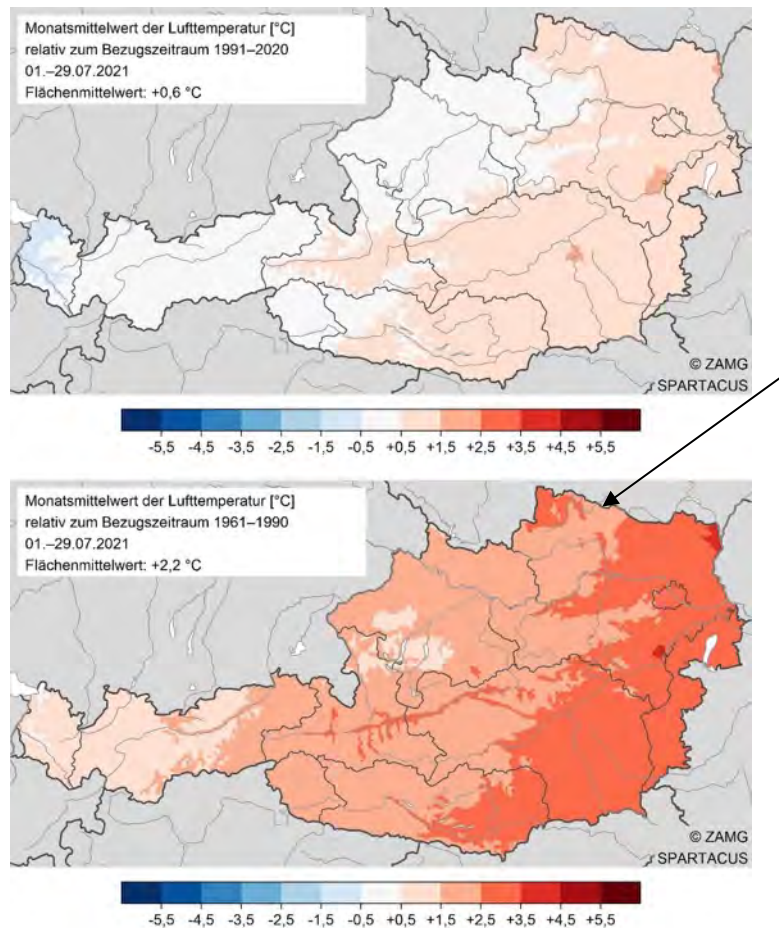 Monatsmittelwert der Lufttemperatur [°C]
relativ zum Bezugszeitraum 1991–2020
01.–29.07.2021
Flächenmittelwert: +0,6 °C
© ZAMG
SPARTACUS
-5,5 -4,5 -3,5 -2,5 -1,5 -0,5 +0,5 +1,5 +2,5 +3,5 +4,5 +5,5
Monatsmittelwert der Lufttemperatur [°C]
relativ zum Bezugszeitraum 1961–1990
01.–29.07.2021
Flächenmittelwert: +2,2 °C
© ZAMG
SPARTACUS
-5,5 -4,5 -3,5 -2,5 -1,5 -0,5 +0,5 +1,5 +2,5 +3,5 +4,5 +5,5